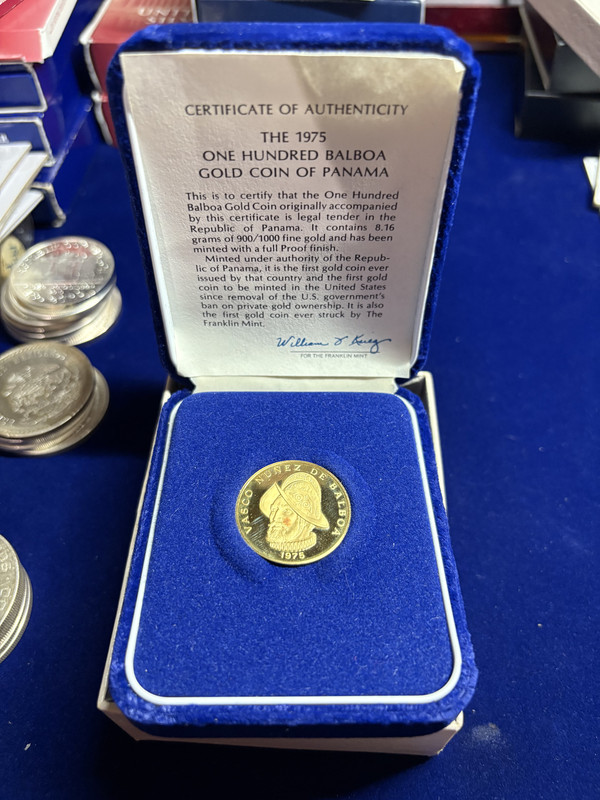 CERTIFICATE OF AUTHENTICITY
THE 1975
ONE HUNDRED BALBOA
GOLD COIN OF PANAMA
This is to certify that the One Hundred
Balboa Gold Coin originally accompanied
by this certificate is legal tender in the
Republic of Panama. It contains 8.16
grams of 900/1000 fine gold and has been
minted with a full Proof finish.
Minted under authority of the Repub-
lic of Panama, it is the first gold coin ever
issued by that country and the first gold
coin to be minted in the United States
since removal of the U.S. government's
ban on private gold ownership. It is also
the first gold coin ever struck by The
Franklin Mint.
FOR THE FRANKLIN MINT
VASCO NUÑEZ DE BALBOA
1975